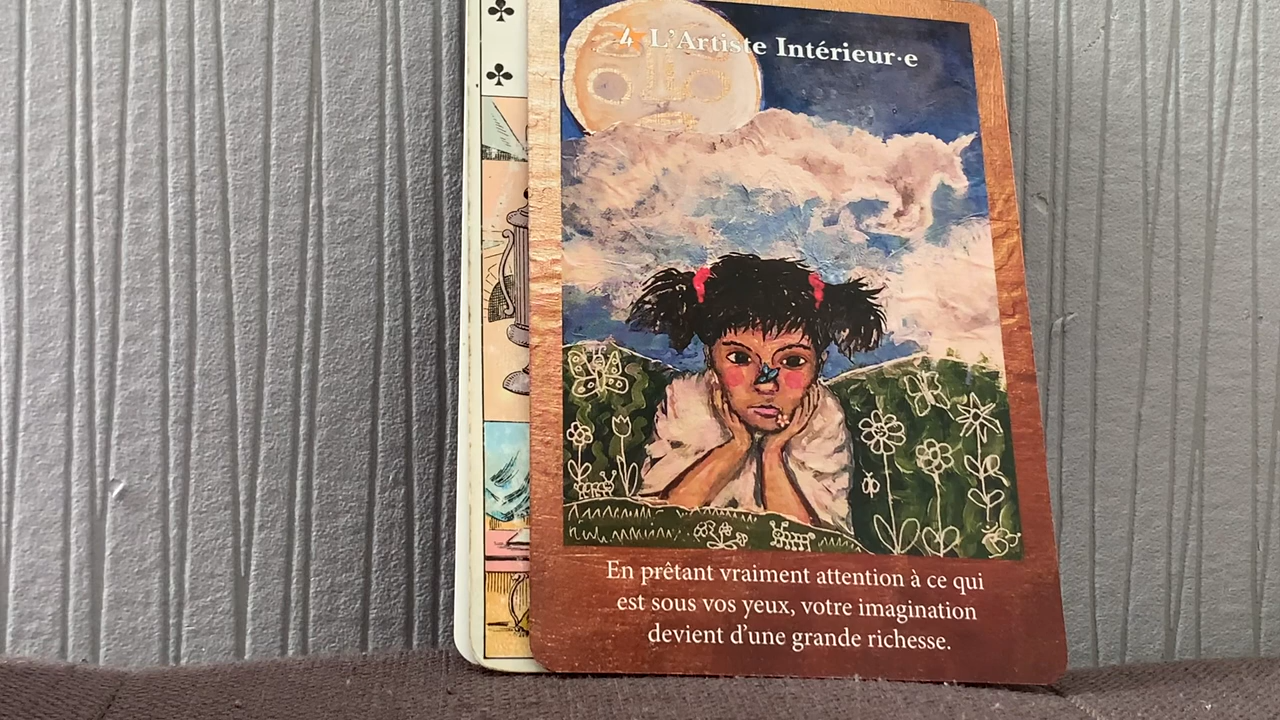 4 L'Artiste Intérieur·e
En prêtant vraiment attention à ce qui
est sous vos yeux, votre imagination
devient d'une grande richesse.